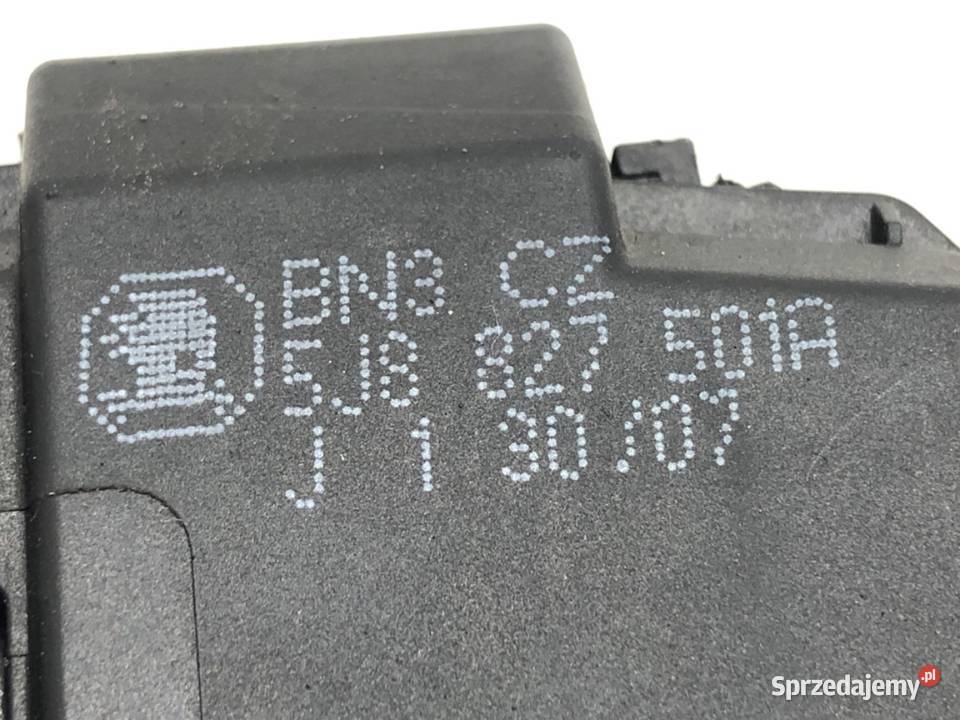 BN3 CZ
5J8 827 501A
J 1 30/07
Sprzedajemy.pl